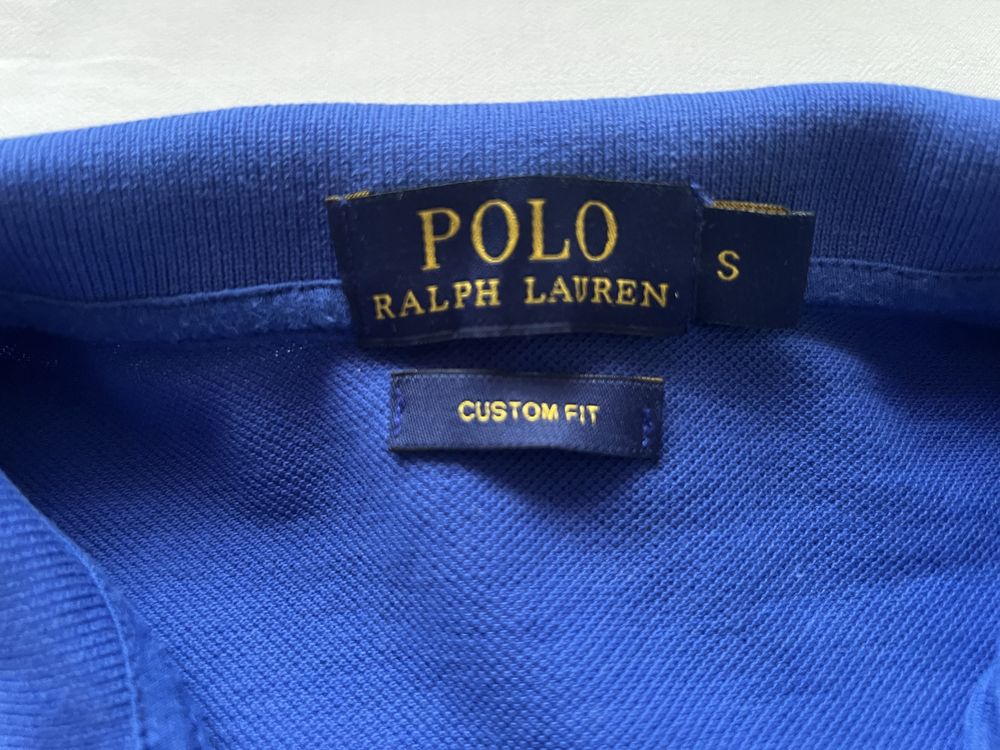 POLO
RALPH LAUREN
S
CUSTOM FIT